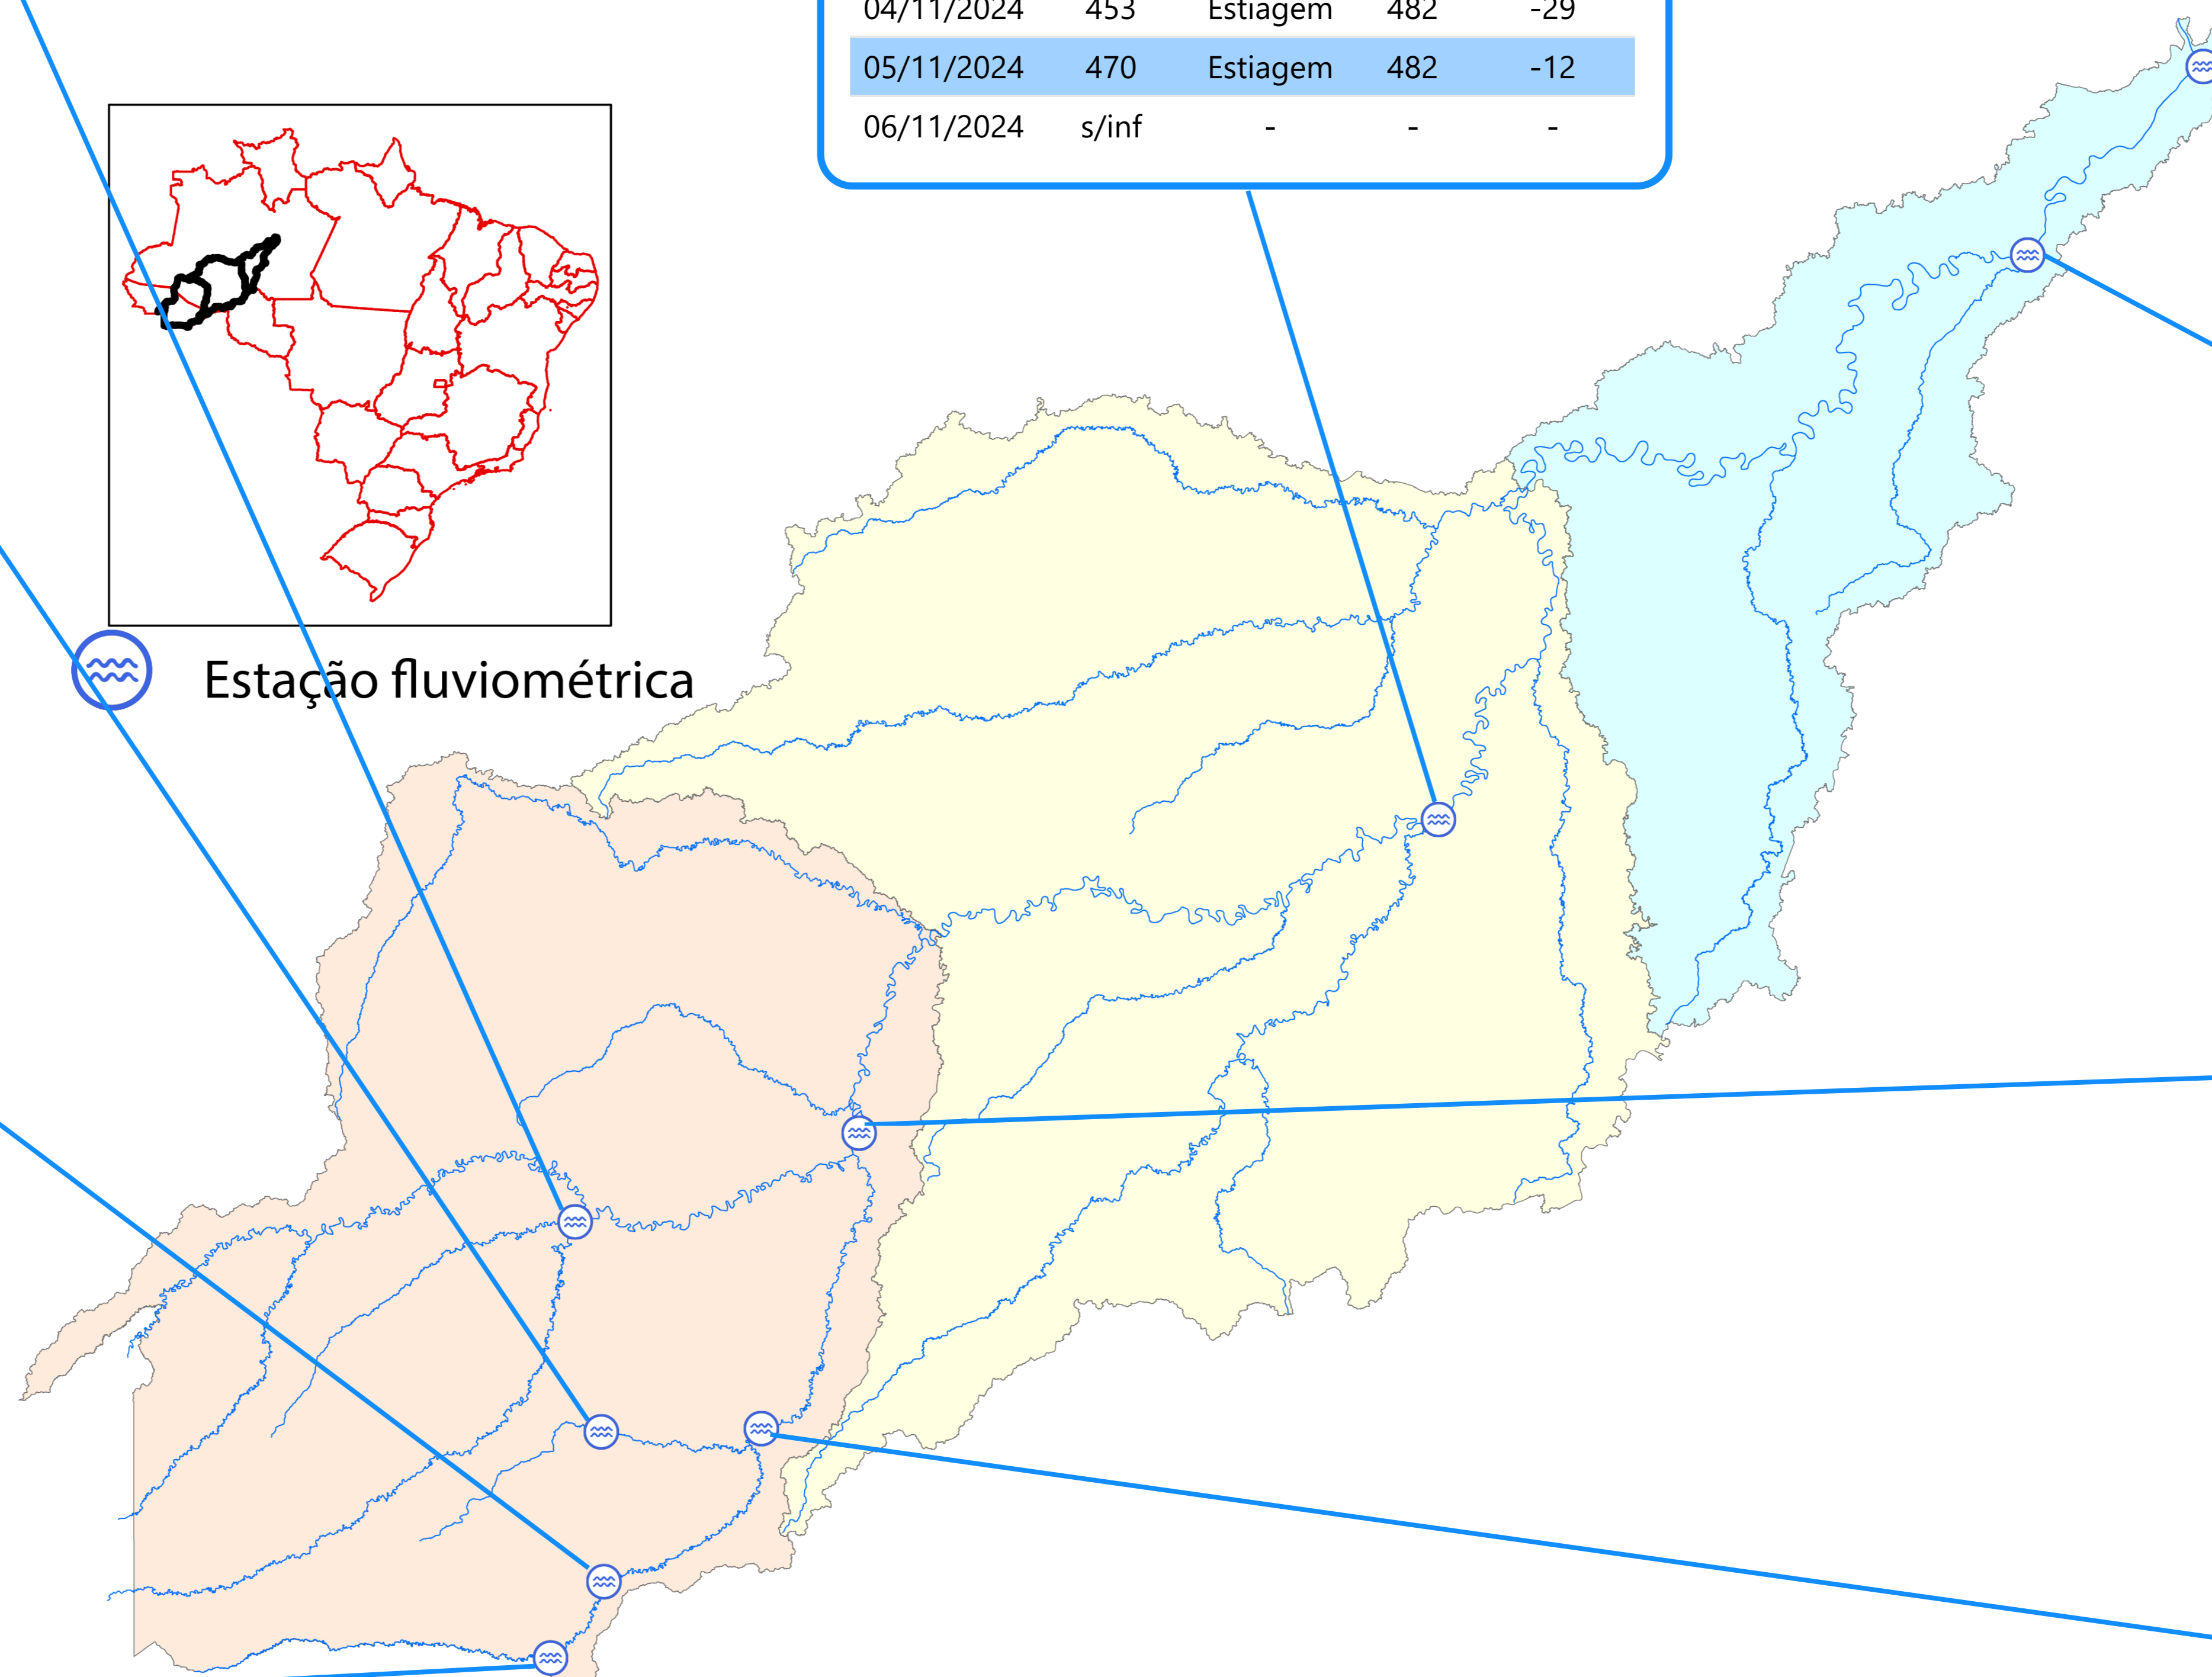 04/11/2024 453 Estiagem 482 -29
05/11/2024 470 Estiagem 482 -12
06/11/2024 s/inf - - -
Estação fluviométrica